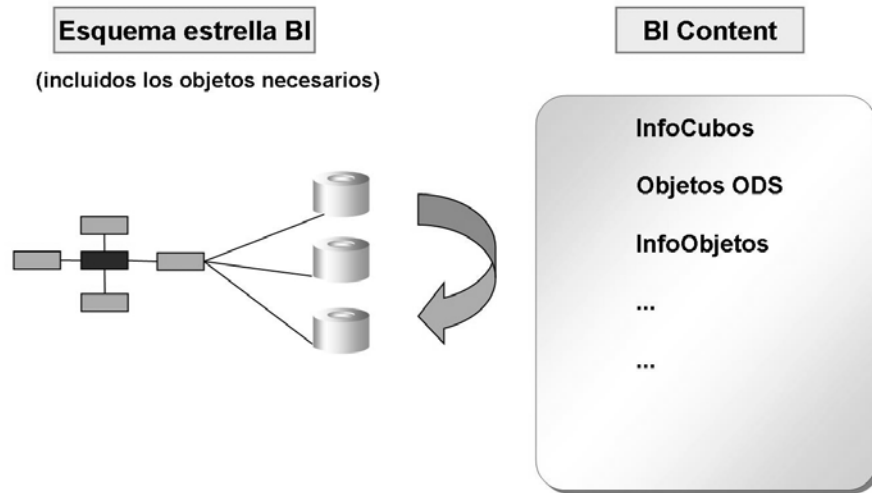 Esquema estrella BI
(incluidos los objetos necesarios)
BI Content
InfoCubos
Objetos ODS
InfoObjetos
...
...